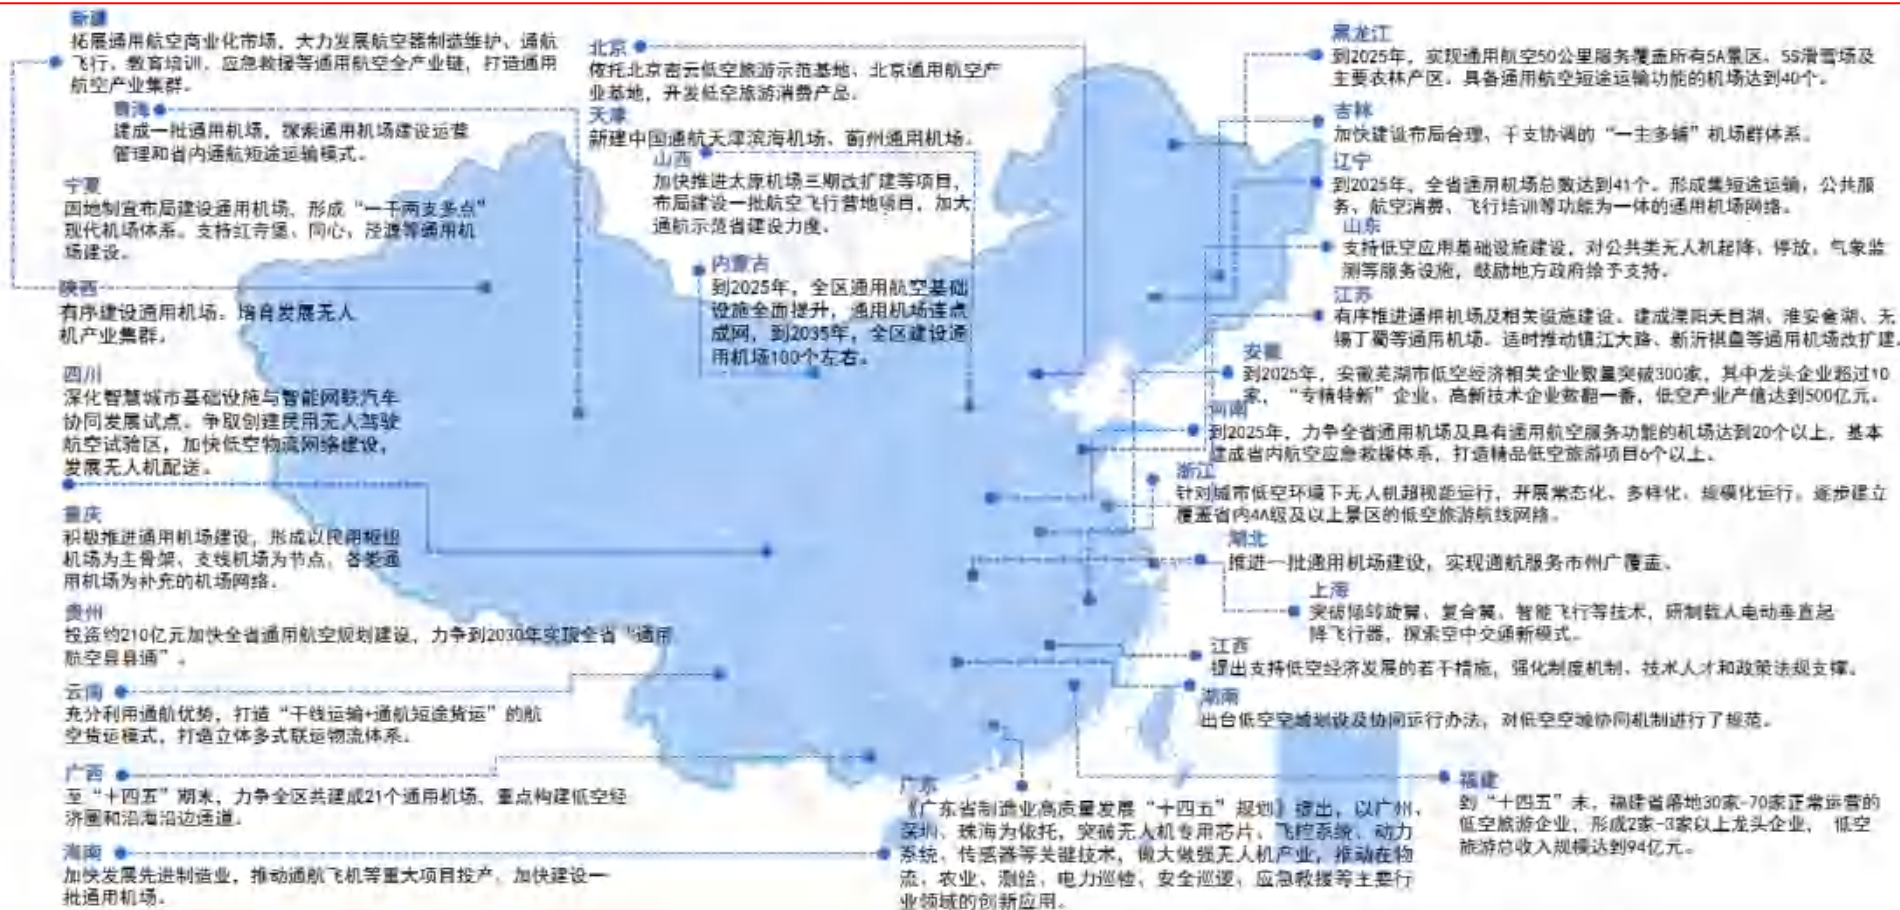 新疆
拓展通用航空商业化市场，大力发展航空器制造维护、通航
飞行、教育培训、应急救援等通用航空全产业链，打造通用
航空产业集群。
青海
建成一批通用机场，探索通用机场建设运营
管理和省内通航短途运输模式。
宁夏
因地制宜布局建设通用机场、形成“一干两支多点”
现代机场体系。支持红寺堡、同心、泾源等通用机
场建设。
陕西
有序建设通用机场。培育发展无人
机产业集群。
四川
深化智慧城市基础设施与智能网联汽车
协同发展试点。争取创建民用无人驾驶
航空试验区，加快低空物流网络建设，
发展无人机配送。
重庆
积极推进通用机场建设，形成以民用枢纽
机场为主骨架、支线机场为节点，各类通
用机场为补充的机场网络。
贵州
投资约210亿元加快全省通用航空规划建设，力争到2030年实现全省“通用
航空县县通”。
云南
充分利用通航优势，打造“干线运输+通航短途货运”的航
空货运模式，打造立体多式联运物流体系。
广西
至“十四五”期末，力争全区共建成21个通用机场、重点构建低空经
济圈和沿海沿边通道。
海南
加快发展先进制造业，推动通航飞机等重大项目投产、加快建设一
批通用机场。
北京
依托北京密云低空旅游示范基地、北京通用航空产
业基地，开发低空旅游消费产品。
天津
新建中国通航天津滨海机场、蓟州通用机场。
山西
加快推进太原机场三期改扩建等项目，
布局建设一批航空飞行营地项目，加大
通航示范省建设力度。
内蒙古
到2025年，全区通用航空基础
设施全面提升，通用机场连点
成网，到2035年，全区建设通
用机场100个左右。
黑龙江
到2025年，实现通用航空50公里服务覆盖所有5A景区、5S滑雪场及
主要农林产区。具备通用航空短途运输功能的机场达到40个。
吉林
加快建设布局合理、干支协调的“一主多辅”机场群体系。
辽宁
到2025年，全省通用机场总数达到41个。形成集短途运输，公共服
务、航空消费、飞行培训等功能为一体的通用机场网络。
山东
支持低空应用基础设施建设，对公共类无人机起降、停放、气象监
测等服务设施，鼓励地方政府给予支持。
江苏
有序推进通用机场及相关设施建设、建成溧阳天目湖、淮安金湖、无
锡丁蜀等通用机场。适时推动镇江大路、新沂棋盘等通用机场改扩建。
安徽
到2025年，安徽芜湖市低空经济相关企业数量突破300家，其中龙头企业超过10
家，“专精特新”企业、高新技术企业数翻一番，低空产业产值达到500亿元。
河南
到2025年，力争全省通用机场及具有通用航空服务功能的机场达到20个以上，基本
建成省内航空应急救援体系，打造精品低空旅游项目6个以上。
浙江
针对城市低空环境下无人机超视距运行，开展常态化、多样化、规模化运行。逐步建立
覆盖省内4A级及以上景区的低空旅游航线网络。
湖北
推进一批通用机场建设，实现通航服务市州广覆盖。
上海
突破倾转旋翼、复合翼、智能飞行等技术，研制载人电动垂直起
降飞行器，探索空中交通新模式。
江西
提出支持低空经济发展的若干措施，强化制度机制、技术人才和政策法规支撑。
湖南
出台低空空域划设及协同运行办法，对低空空域协同机制进行了规范。
福建
到“十四五”末，福建省落地30家-70家正常运营的
低空旅游企业，形成2家-3家以上龙头企业， 低空
旅游总收入规模达到94亿元。
广东
《广东省制造业高质量发展“十四五”规划》提出，以广州、
深圳、珠海为依托，突破无人机专用芯片、飞控系统、动力
系统、传感器等关键技术，做大做强无人机产业，推动在物
流、农业、测绘、电力巡检、安全巡逻、应急救援等主要行
业领域的创新应用。